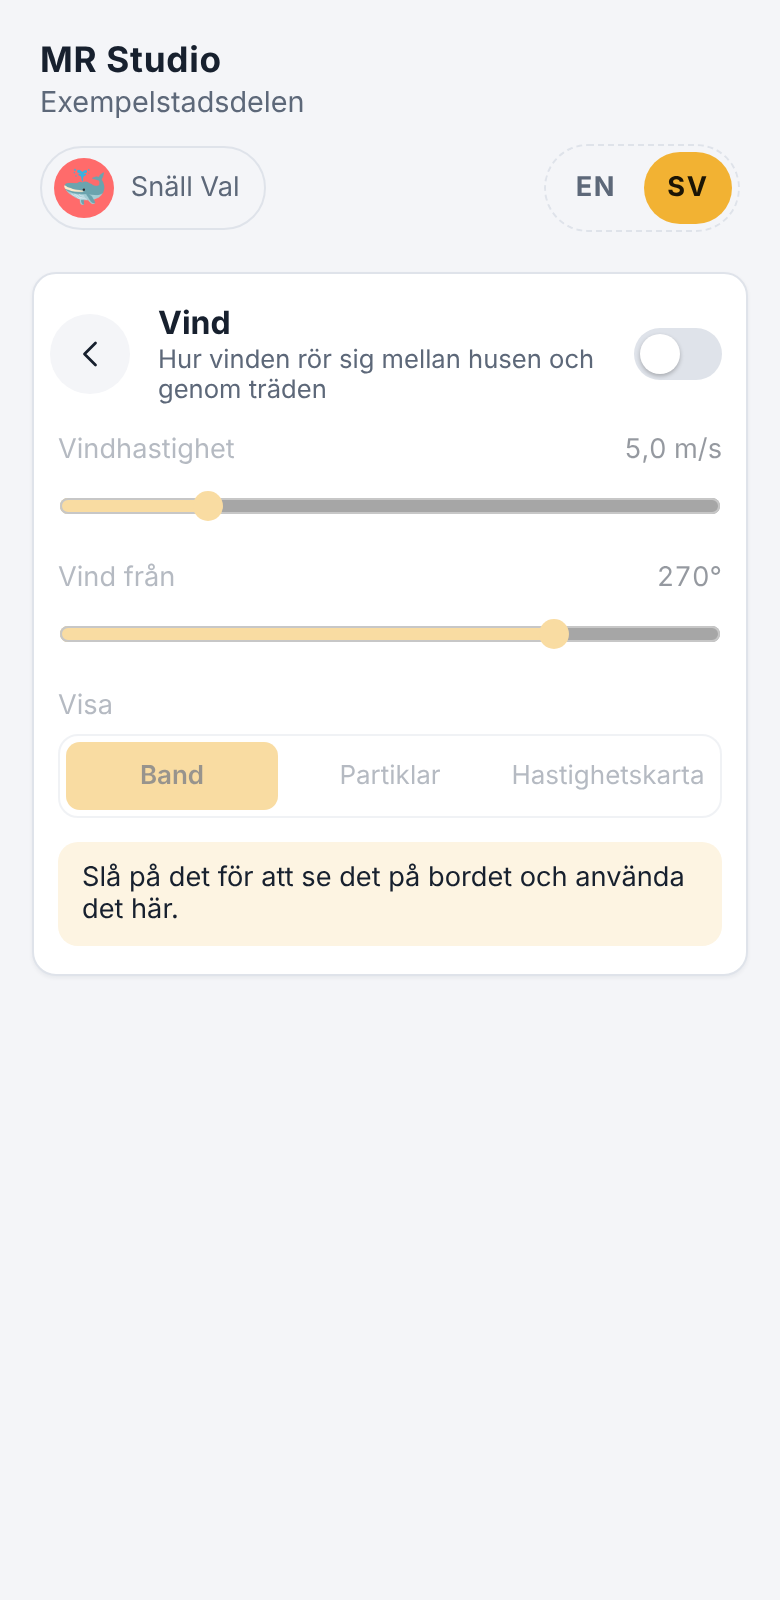 MR Studio
Exempelstadsdelen
Snäll Val
EN
SV
Vind
Hur vinden rör sig mellan husen och
genom träden
Vindhastighet
5,0 m/s
Vind från
270°
Visa
Band
Partiklar
Hastighetskarta
Slå på det för att se det på bordet och använda
det här.